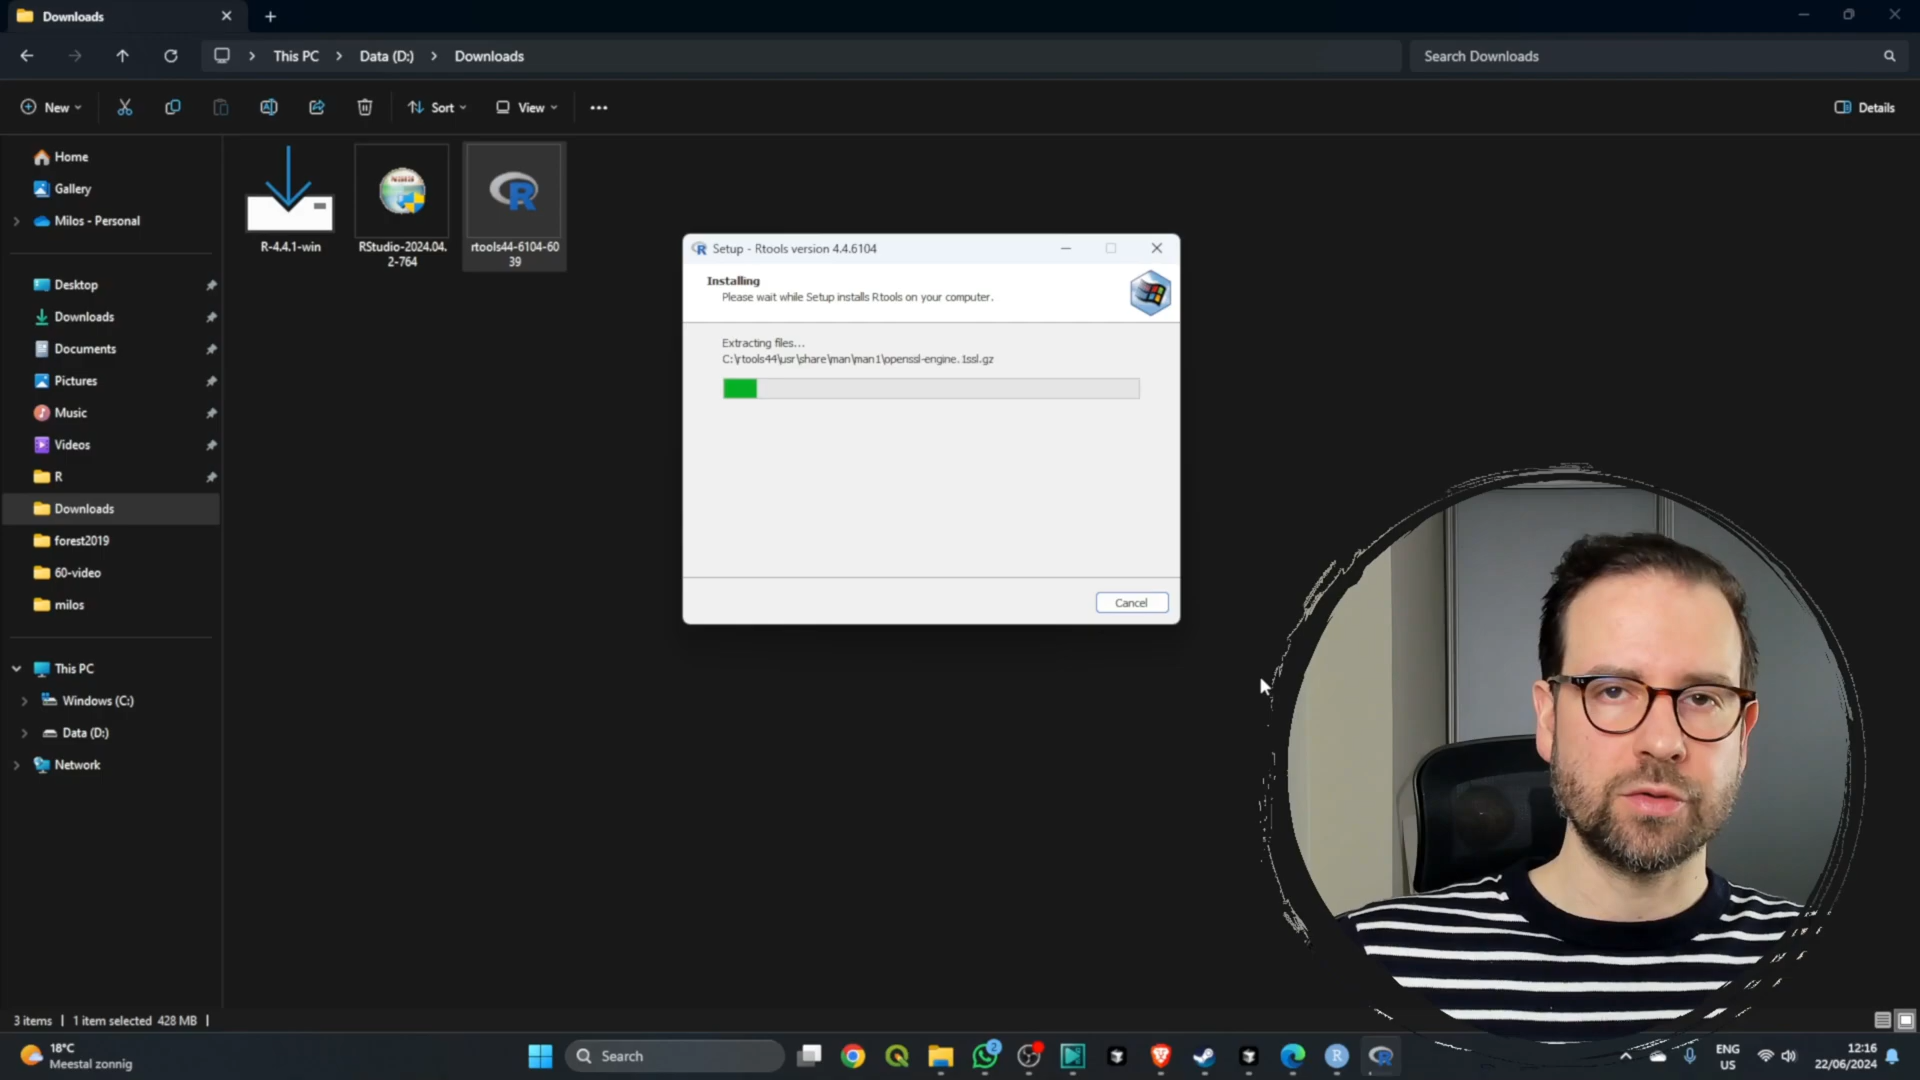 Downloads
This PC
Data (D:)
Downloads
Search Downloads
New
Sort
View
Details
Home
Gallery
Milos - Personal
Desktop
Downloads
Documents
Pictures
Music
Videos
R
Downloads
forest2019
60-video
milos
This PC
Windows (C:)
Data (D:)
Network
R-4.4.1-win
RStudio-2024.04.
2-764
rtools44-6104-60
39
Setup - Rtools version 4.4.6104
Installing
Please wait while Setup installs Rtools on your computer.
Extracting files...
C:\rtools44\usr\share\man\man1\openssl-engine.1ssl.gz
Cancel
3 items
1 item selected 428 MB
18°C
Meestal zonnig
Search
2
ENG
US
12:16
22/06/2024